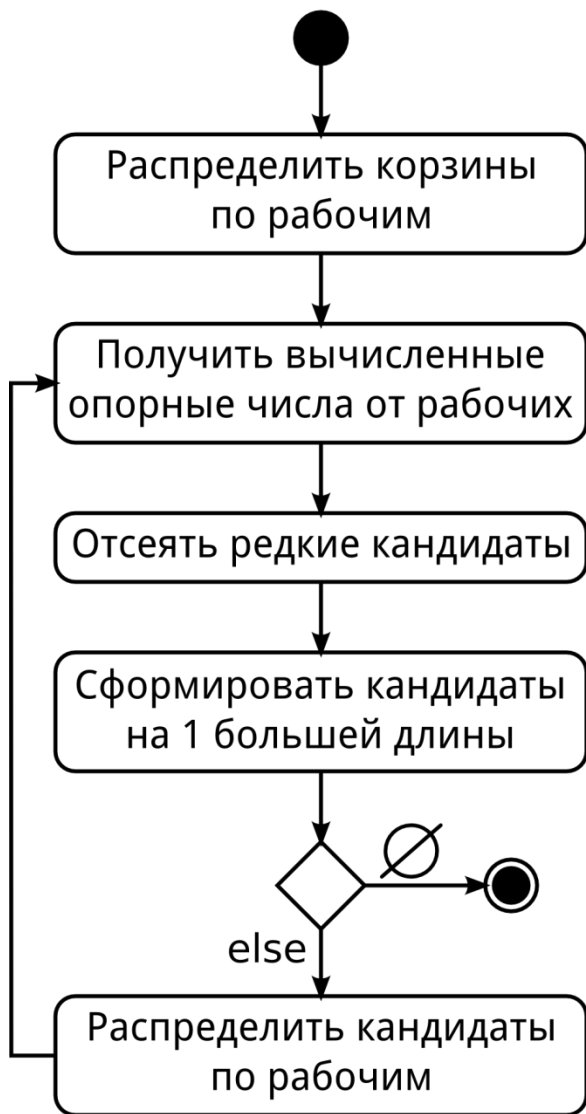 Распределить корзины
по рабочим
Получить вычисленные
опорные числа от рабочих
Отсеять редкие кандидаты
Сформировать кандидаты
на 1 большей длины
∅
else
Распределить кандидаты
по рабочим